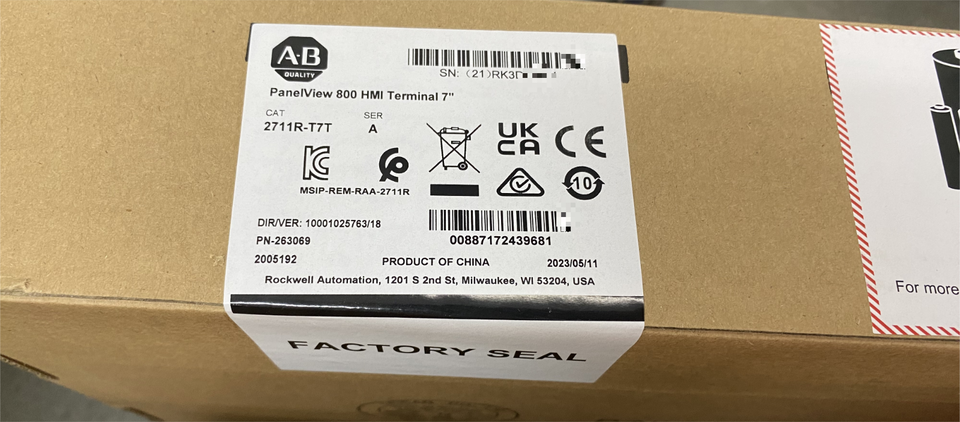 A-B
QUALITY
SN: (21)RK3
PanelView 800 HMI Terminal 7"
CAT
SER
2711R-T7T
A
UK
CA
CE
10
MSIP-REM-RAA-2711R
DIR/VER: 10001025763/18
PN-263069
00887172439681
2005192
PRODUCT OF CHINA
2023/05/11
Rockwell Automation, 1201 S 2nd St, Milwaukee, WI 53204, USA
FACTORY SEAL
For more